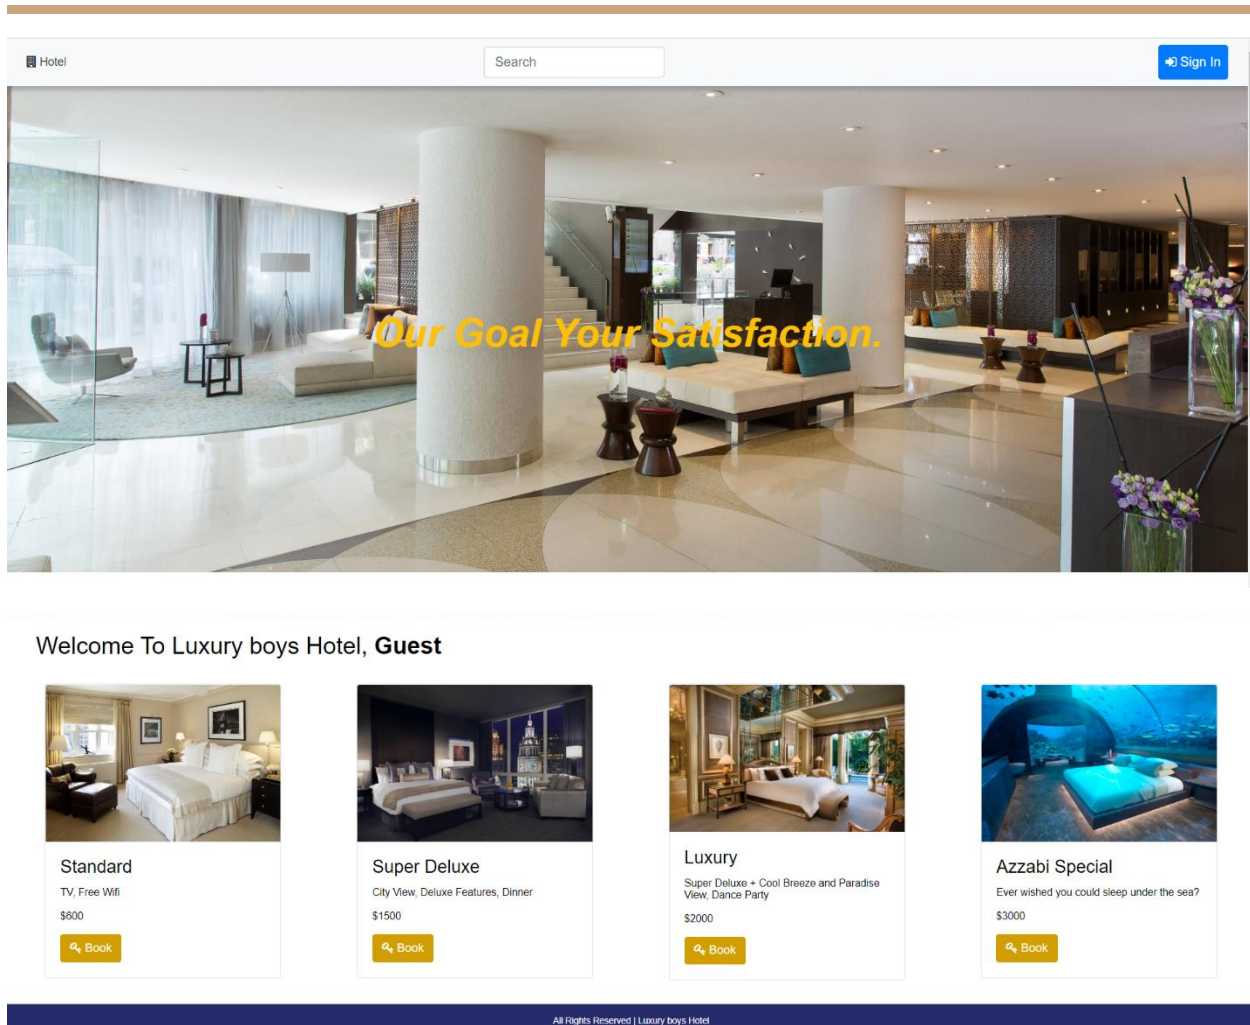 Hotel
Search
Sign In
Our Goal Your Satisfaction.
Welcome To Luxury boys Hotel, Guest
Standard
TV, Free Wifi
$600
Book
Super Deluxe
City View, Deluxe Features, Dinner
$1500
Book
Luxury
Super Deluxe + Cool Breeze and Paradise
View, Dance Party
$2000
Book
Azzabi Special
Ever wished you could sleep under the sea?
$3000
Book
All Rights Reserved | Luxury boys Hotel